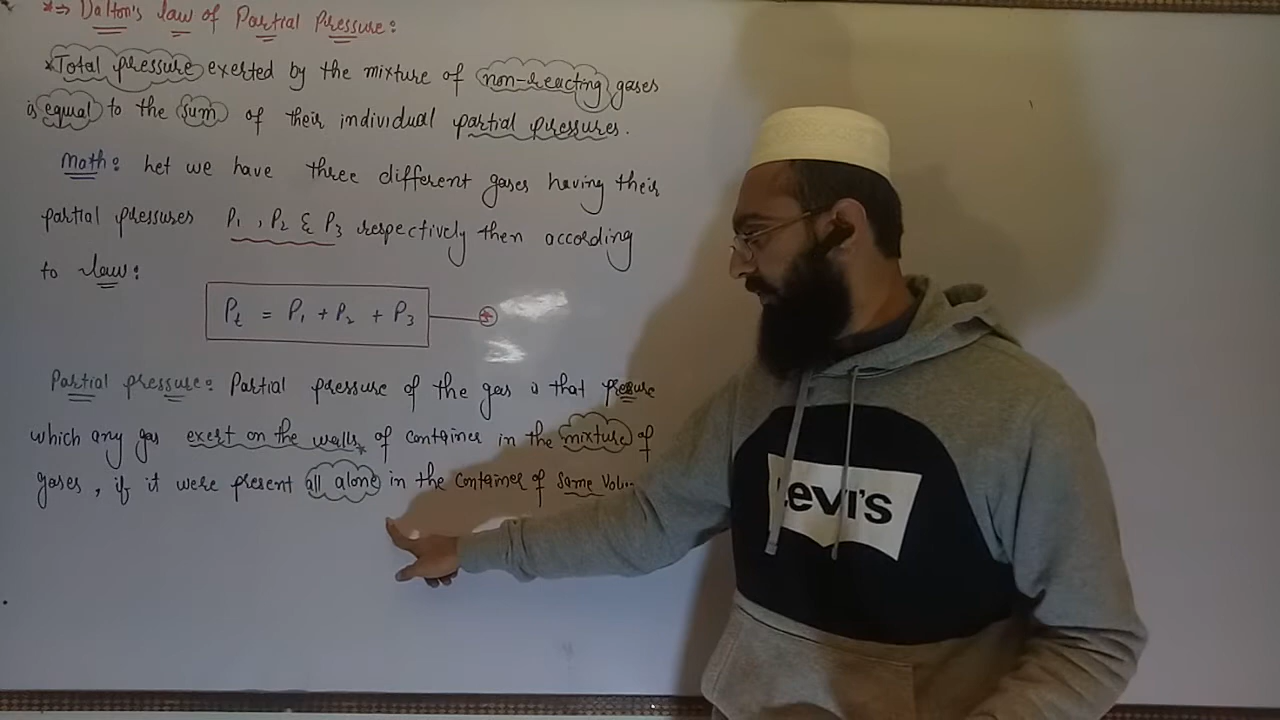 *⇒ Dalton's law of Partial Pressure:
*Total pressure exerted by the mixture of non-reacting gases
is equal to the sum of their individual partial pressures.
Math: Let we have three different gases having their
partial pressures P₁, P₂ & P₃ respectively then according
to law:
Pt = P₁ + P₂ + P₃ *
Partial pressure: Partial pressure of the gas is that pressure
which any gas exert on the walls of container in the mixture of
gases, if it were present all alone in the container of same
Levi's